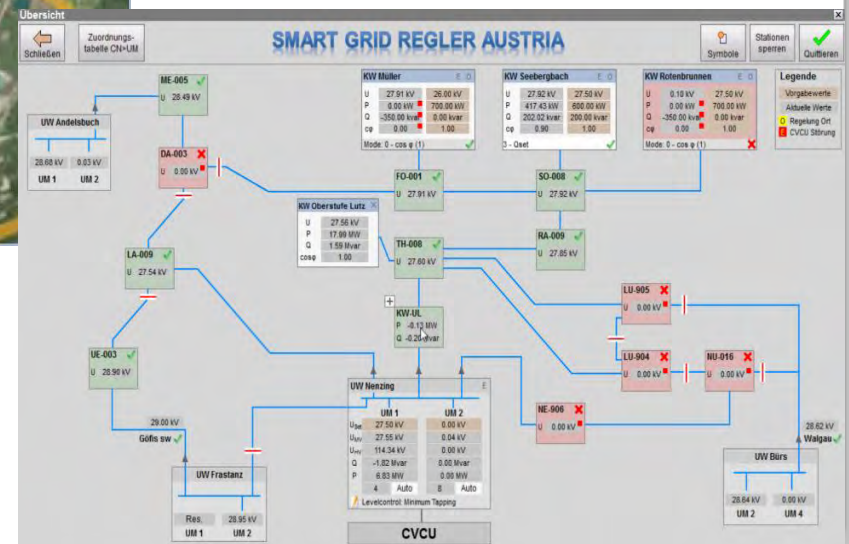 Übersicht
Schließen
Zuordnungs-
tabelle CN>UM
SMART GRID REGLER AUSTRIA
Symbole
Stationen
sperren
Quittieren
KW Müller E O
U 27.91 kV 26.00 kV
P 0.00 kW 700.00 kW
Q -350.00 kvar 0.00 kvar
cφ 0.00 1.00
Mode: 0 - cos φ (1)
KW Seebergbach E O
U 27.92 kV 27.50 kV
P 417.43 kW 600.00 kW
Q 202.02 kvar 200.00 kvar
cφ 0.90 1.00
3 - Qset
KW Rotenbrunnen E O
U 0.10 kV 27.50 kV
P 0.00 kW 700.00 kW
Q -350.00 kvar 0.00 kvar
cφ 0.00 1.00
Mode: 0 - cos φ (1)
Legende
Vorgabewerte
Aktuelle Werte
O Regelung Ort
E CVCU Störung
ME-005
U 28.49 kV
UW Andelsbuch
28.68 kV 0.03 kV
UM 1 UM 2
DA-003
U 0.00 kV
FO-001
U 27.91 kV
SO-008
U 27.92 kV
KW Oberstufe Lutz
U 27.56 kV
P 17.99 MW
Q 1.59 Mvar
cosφ 1.00
TH-008
U 27.60 kV
RA-009
U 27.85 kV
LA-009
U 27.54 kV
KW-UL
P -8.13 MW
Q -0.26 Mvar
LU-905
U 0.00 kV
UE-003
U 28.90 kV
LU-904
U 0.00 kV
NU-016
U 0.00 kV
UW Nenzing E
UM 1 UM 2
USet 27.50 kV 0.00 kV
UMV 27.55 kV 0.04 kV
UHV 114.34 kV 0.00 kV
Q -1.82 Mvar 0.00 Mvar
P 6.83 MW 0.00 MW
4 Auto 8 Auto
Levelcontrol: Minimum Tapping
NE-906
U 0.00 kV
29.00 kV
Göfis sw
28.62 kV
Walgau
UW Frastanz
Res. 28.95 kV
UM 1 UM 2
UW Bürs
28.64 kV 0.00 kV
UM 2 UM 4
CVCU